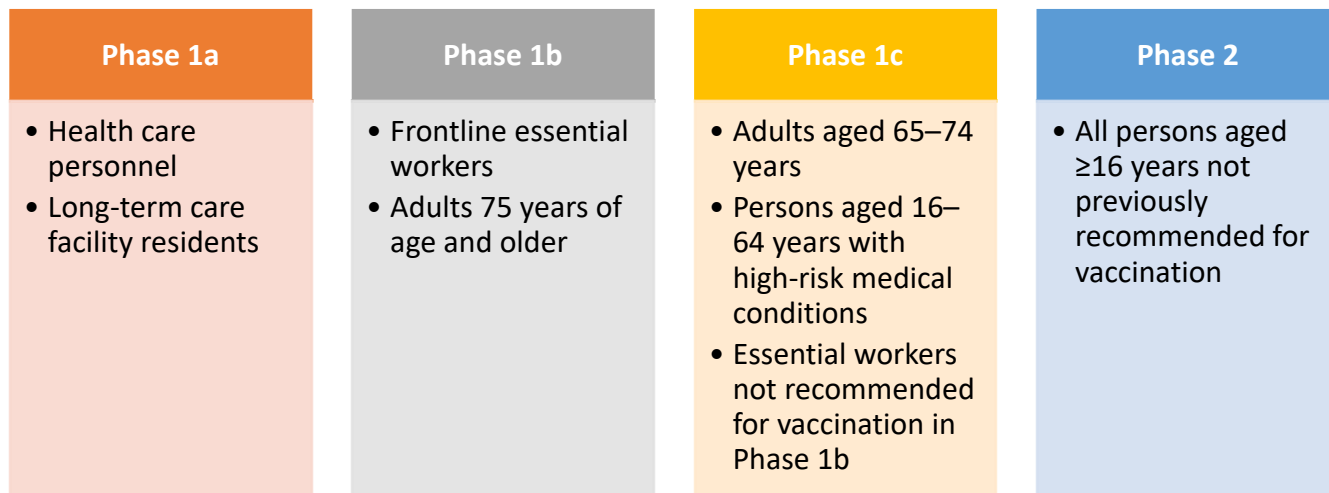 Phase 1a
• Health care
personnel
• Long-term care
facility residents
Phase 1b
• Frontline essential
workers
• Adults 75 years of
age and older
Phase 1c
• Adults aged 65–74
years
• Persons aged 16–
64 years with
high-risk medical
conditions
• Essential workers
not recommended
for vaccination in
Phase 1b
Phase 2
• All persons aged
≥16 years not
previously
recommended for
vaccination